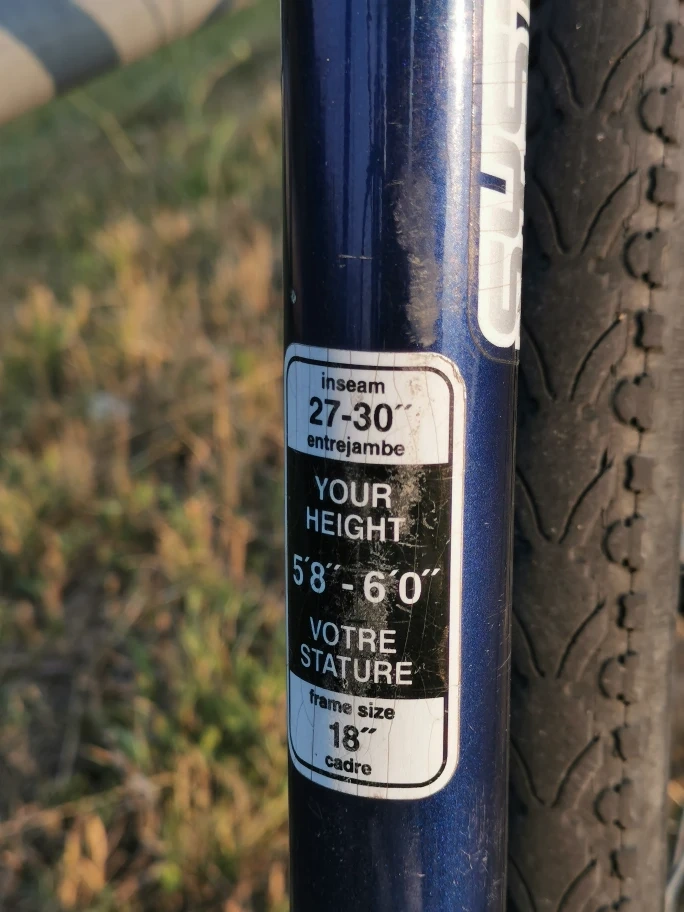 inseam
27-30"
entrejambe
YOUR
HEIGHT
5'8"- 6'0"
VOTRE
STATURE
frame size
18"
cadre